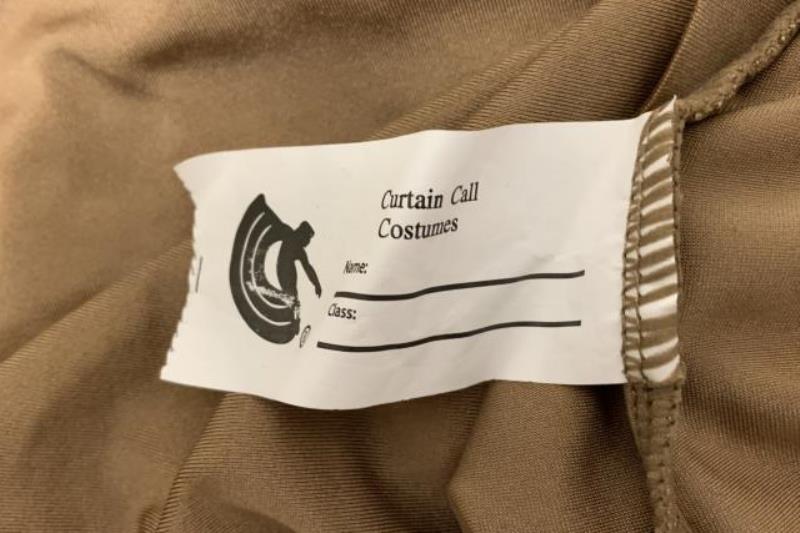 Curtain Call
Costumes
Name:
Class:
®